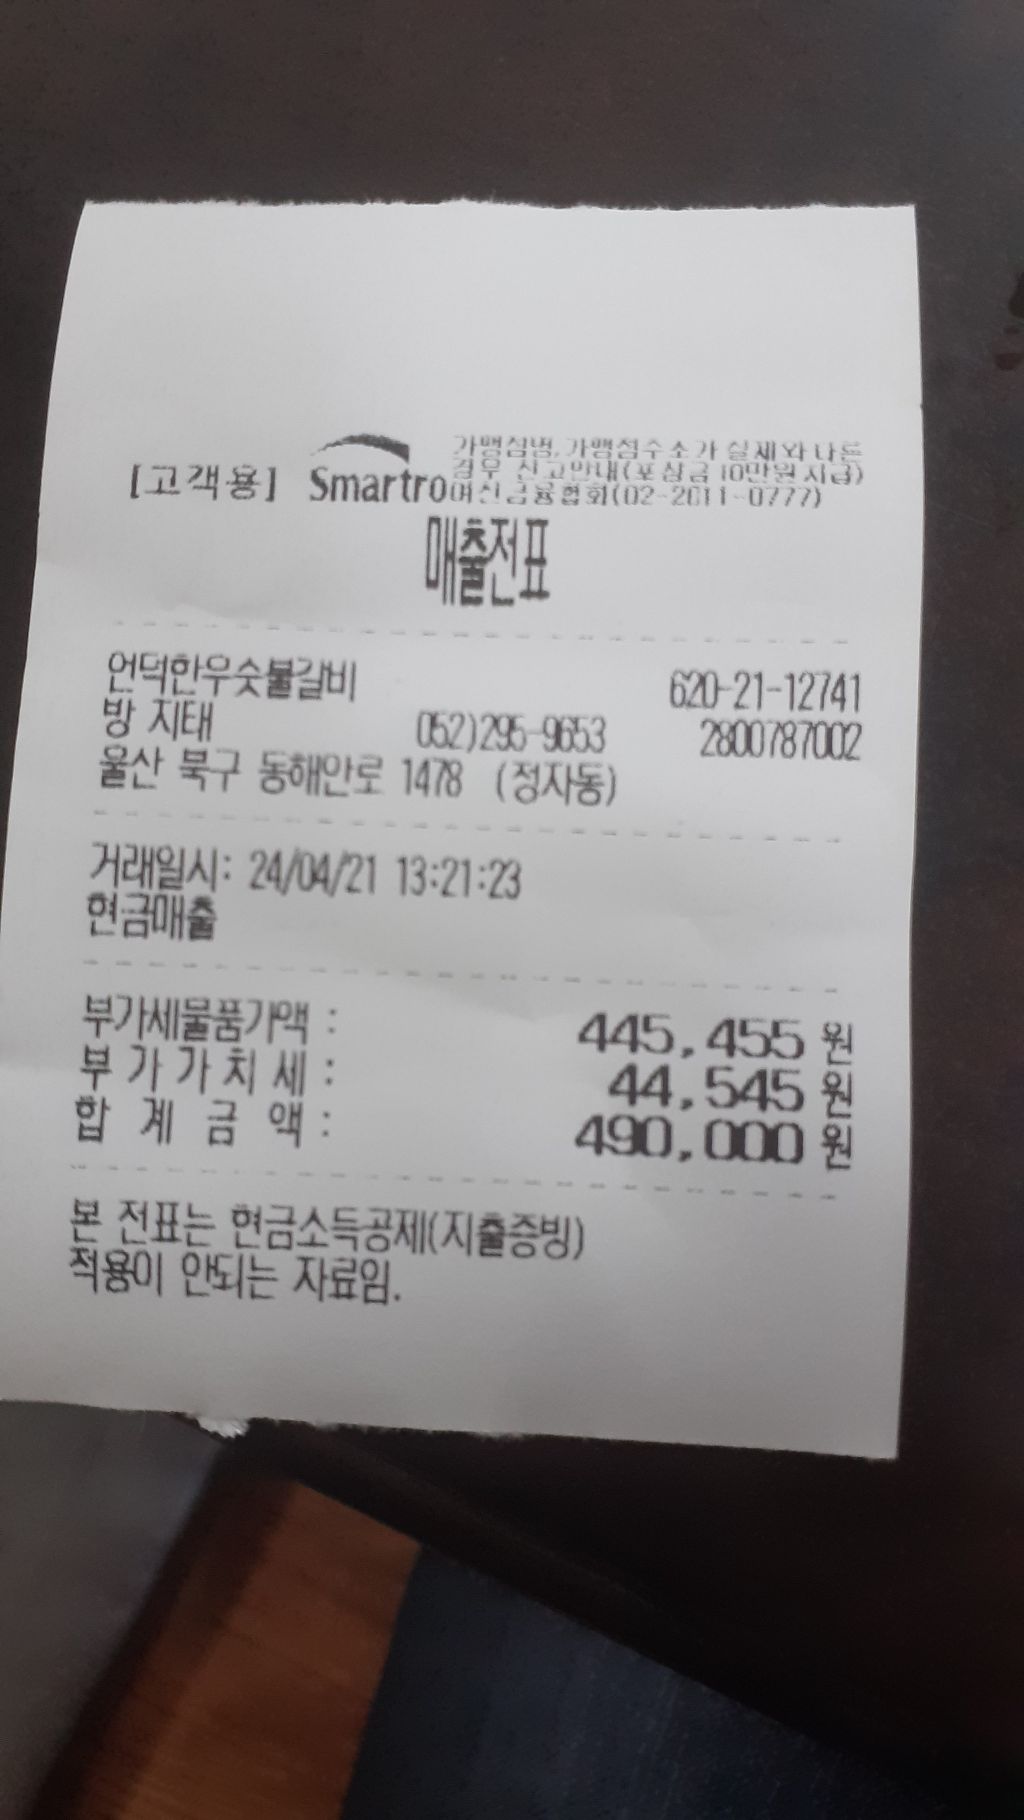 [고객용] Smartro
가맹점명, 가맹점주소가 실제와 다른
경우 신고안내(포상금 10만원 지급)
여신금융협회(02-2011-0777)
매출전표
언덕한우숯불갈비 620-21-12741
방 지태 052)295-9653 2800787002
울산 북구 동해안로 1478 (정자동)
거래일시: 24/04/21 13:21:23
현금매출
부가세물품가액 : 445,455 원
부 가 가 치 세 : 44,545 원
합 계 금 액 : 490,000 원
본 전표는 현금소득공제(지출증빙)
적용이 안되는 자료임.